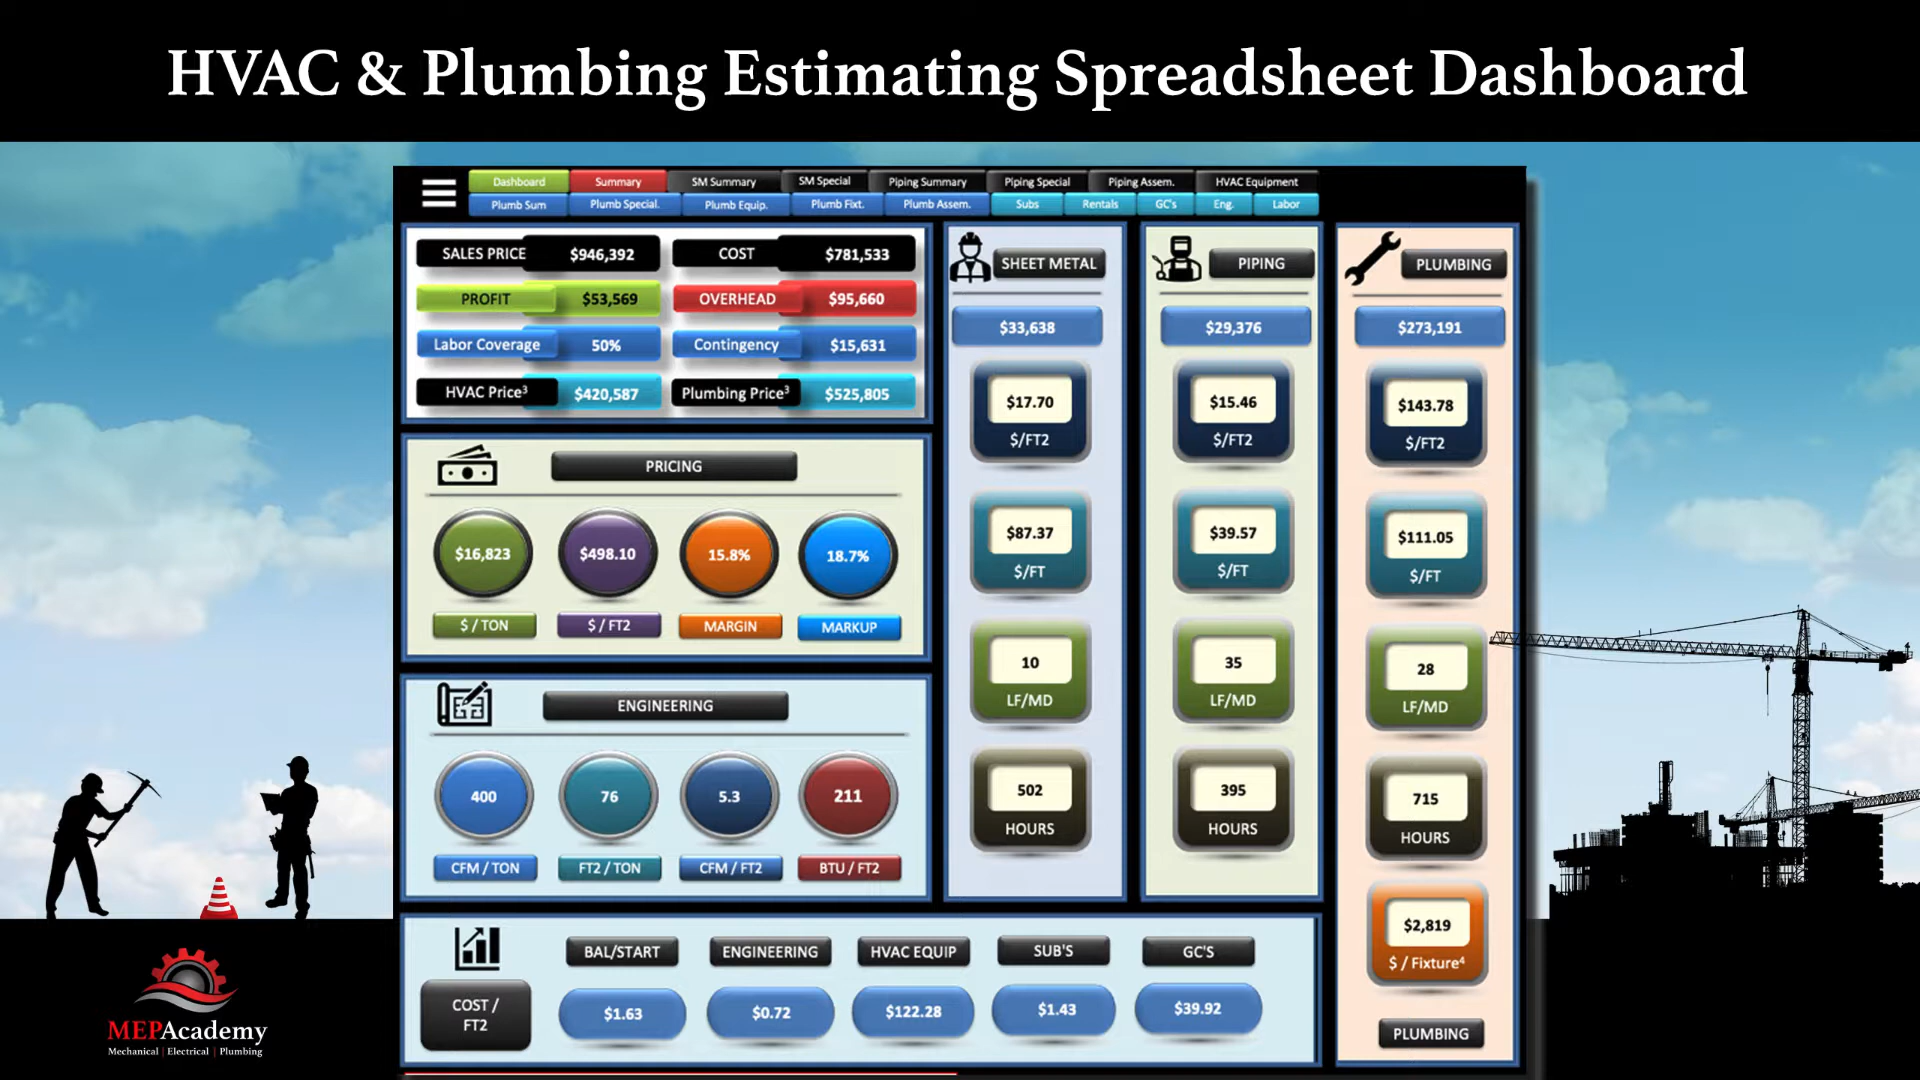 HVAC & Plumbing Estimating Spreadsheet Dashboard
Dashboard Summary SM Summary SM Special Piping Summary Piping Special Piping Assem. HVAC Equipment
Plumb Sum Plumb Special. Plumb Equip. Plumb Fixt. Plumb Assem. Subs Rentals GC's Eng. Labor
SALES PRICE $946,392 COST $781,533
PROFIT $53,569 OVERHEAD $95,660
Labor Coverage 50% Contingency $15,631
HVAC Price³ $420,587 Plumbing Price³ $525,805
PRICING
$16,823 $498.10 15.8% 18.7%
$ / TON $ / FT2 MARGIN MARKUP
ENGINEERING
400 76 5.3 211
CFM / TON FT2 / TON CFM / FT2 BTU / FT2
SHEET METAL
$33,638
$17.70
$/FT2
$87.37
$/FT
10
LF/MD
502
HOURS
PIPING
$29,376
$15.46
$/FT2
$39.57
$/FT
35
LF/MD
395
HOURS
PLUMBING
$273,191
$143.78
$/FT2
$111.05
$/FT
28
LF/MD
715
HOURS
$2,819
$ / Fixture⁴
PLUMBING
BAL/START ENGINEERING HVAC EQUIP SUB'S GC'S
COST /
FT2
$1.63 $0.72 $122.28 $1.43 $39.92
MEPAcademy
Mechanical | Electrical | Plumbing